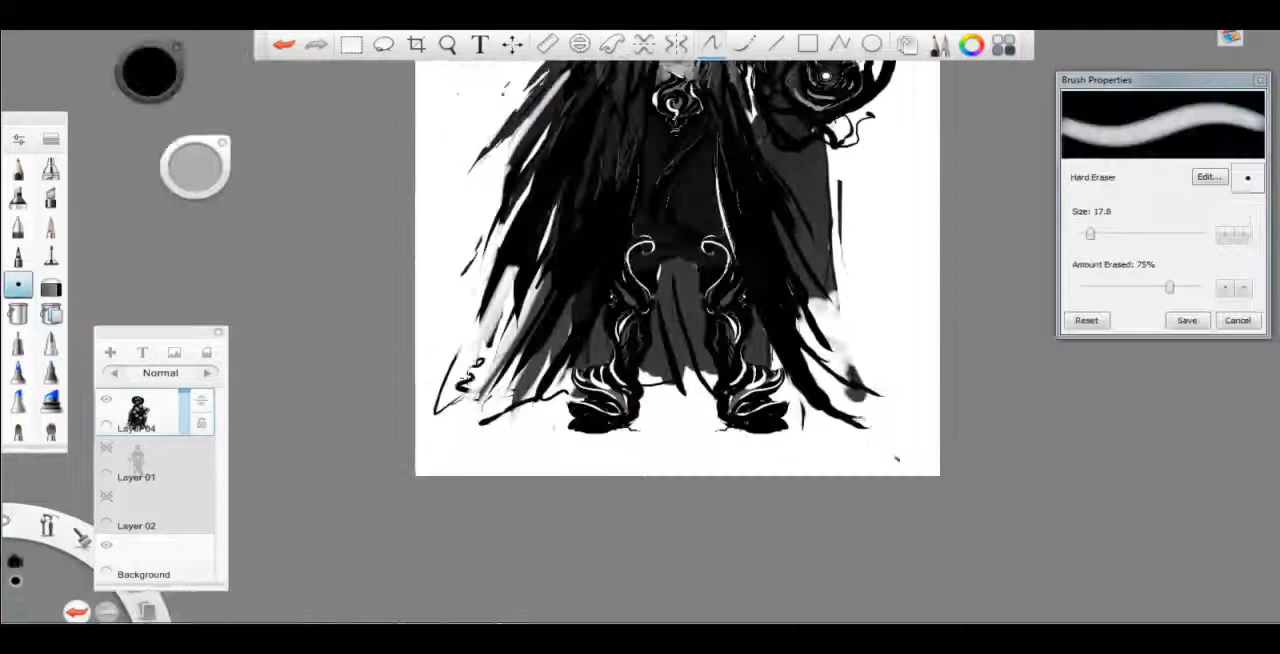 T
Brush Properties
Hard Eraser
Edit...
Size: 17.8
Amount Erased: 75%
Reset
Save
Cancel
T
Normal
Layer 04
Layer 01
Layer 02
Background